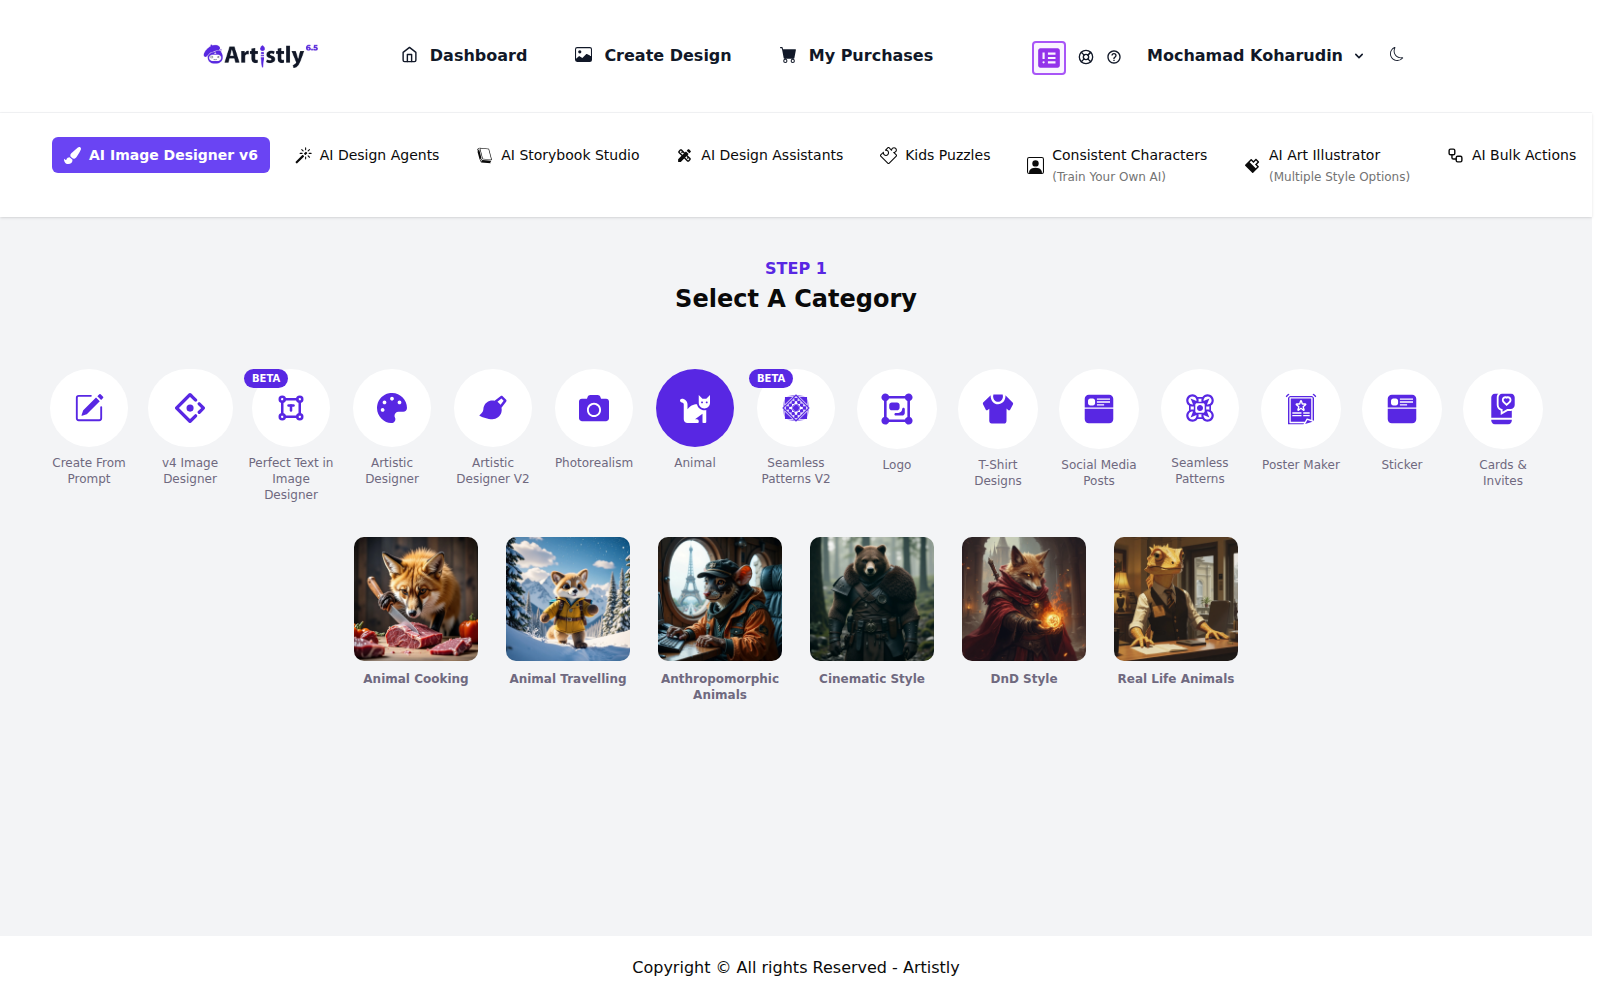 Artistly 6.5
Dashboard
Create Design
My Purchases
Mochamad Koharudin
AI Image Designer v6
AI Design Agents
AI Storybook Studio
AI Design Assistants
Kids Puzzles
Consistent Characters
(Train Your Own AI)
AI Art Illustrator
(Multiple Style Options)
AI Bulk Actions
STEP 1
Select A Category
Create From
Prompt
v4 Image
Designer
BETA
Perfect Text in
Image
Designer
Artistic
Designer
Artistic
Designer V2
Photorealism
Animal
BETA
Seamless
Patterns V2
Logo
T-Shirt
Designs
Social Media
Posts
Seamless
Patterns
Poster Maker
Sticker
Cards &
Invites
Animal Cooking
Animal Travelling
Anthropomorphic
Animals
Cinematic Style
DnD Style
Real Life Animals
Copyright © All rights Reserved - Artistly